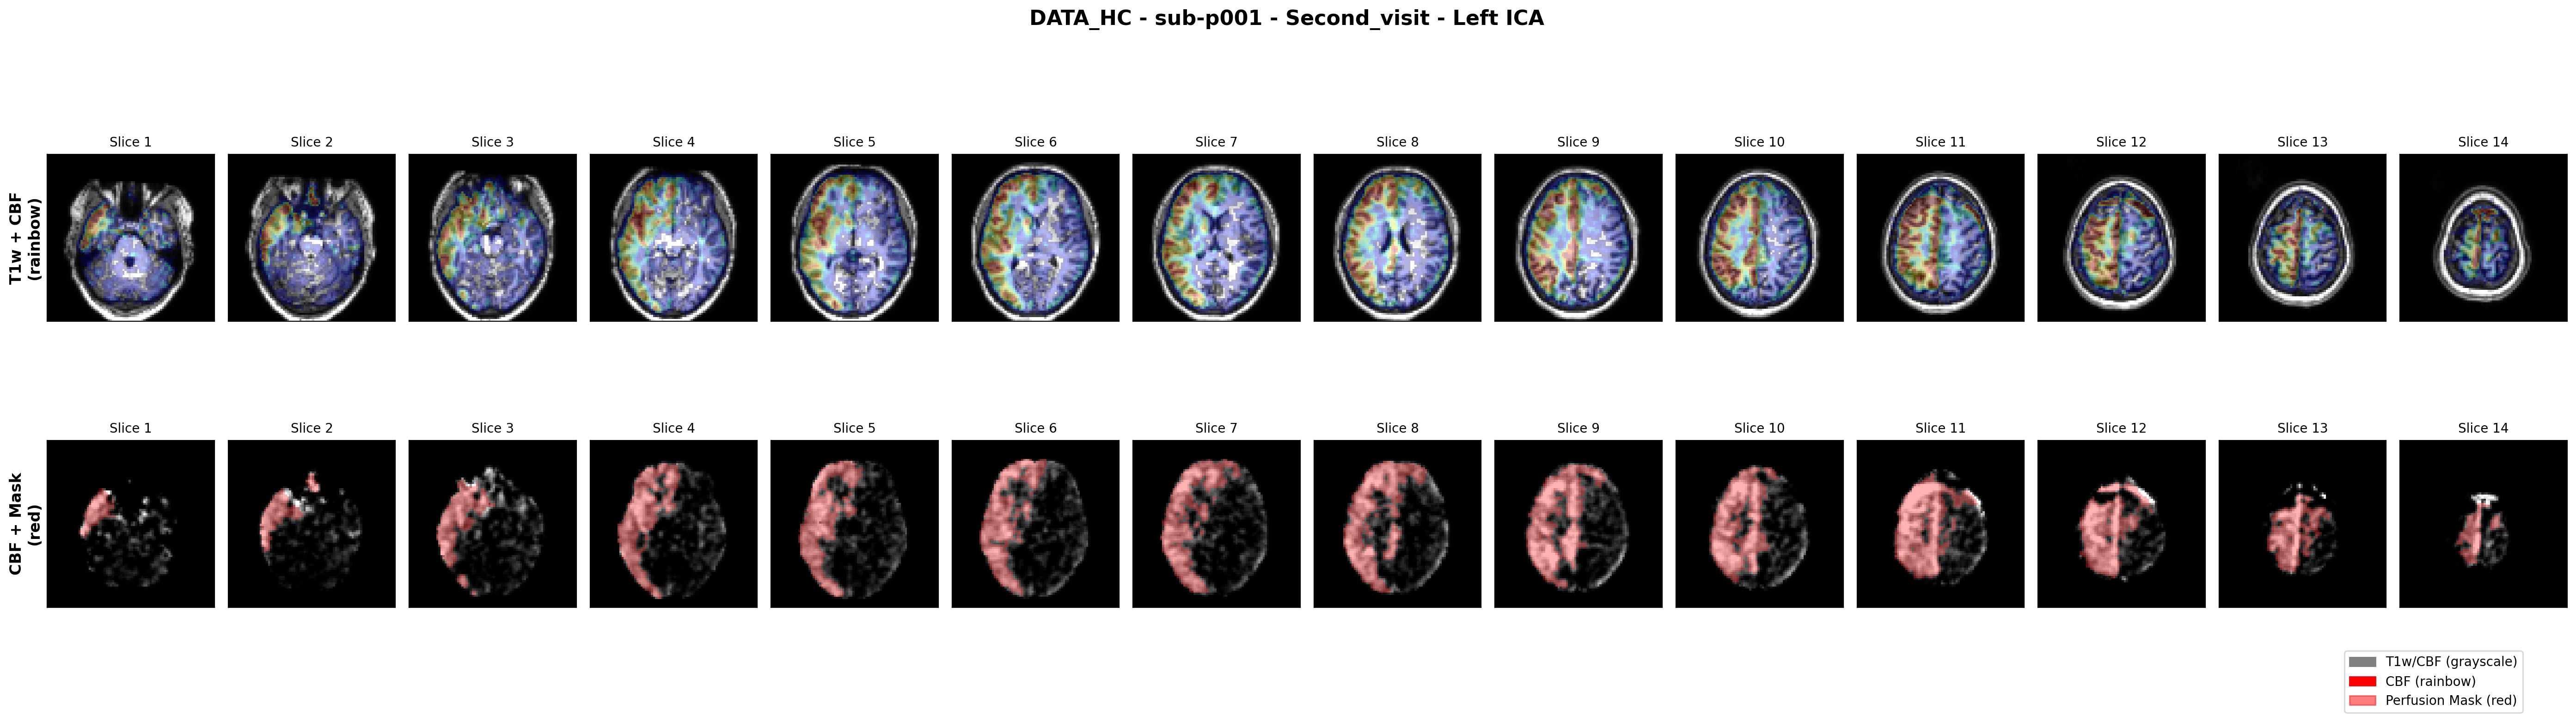 DATA_HC - sub-p001 - Second_visit - Left ICA
T1w + CBF
(rainbow)
Slice 1 Slice 2 Slice 3 Slice 4 Slice 5 Slice 6 Slice 7 Slice 8 Slice 9 Slice 10 Slice 11 Slice 12 Slice 13 Slice 14
CBF + Mask
(red)
Slice 1 Slice 2 Slice 3 Slice 4 Slice 5 Slice 6 Slice 7 Slice 8 Slice 9 Slice 10 Slice 11 Slice 12 Slice 13 Slice 14
T1w/CBF (grayscale)
CBF (rainbow)
Perfusion Mask (red)